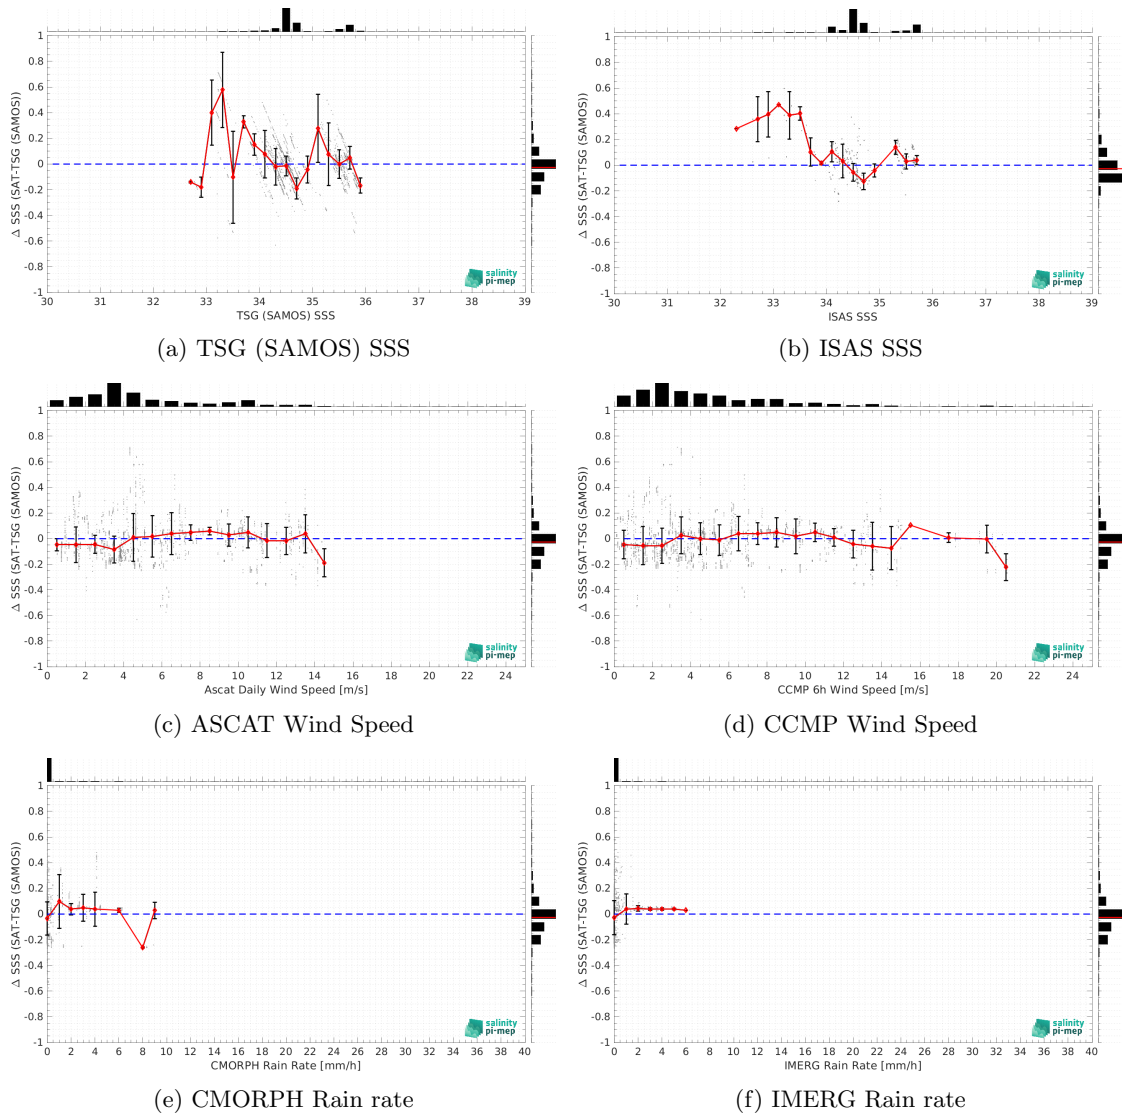 Δ SSS (SAT-TSG (SAMOS))
1
0.8
0.6
0.4
0.2
0
-0.2
-0.4
-0.6
-0.8
-1
salinity
pi-mep
30 31 32 33 34 35 36 37 38 39
TSG (SAMOS) SSS
(a) TSG (SAMOS) SSS
Δ SSS (SAT-TSG (SAMOS))
1
0.8
0.6
0.4
0.2
0
-0.2
-0.4
-0.6
-0.8
-1
salinity
pi-mep
30 31 32 33 34 35 36 37 38 39
ISAS SSS
(b) ISAS SSS
Δ SSS (SAT-TSG (SAMOS))
1
0.8
0.6
0.4
0.2
0
-0.2
-0.4
-0.6
-0.8
-1
salinity
pi-mep
0 2 4 6 8 10 12 14 16 18 20 22 24
Ascat Daily Wind Speed [m/s]
(c) ASCAT Wind Speed
Δ SSS (SAT-TSG (SAMOS))
1
0.8
0.6
0.4
0.2
0
-0.2
-0.4
-0.6
-0.8
-1
salinity
pi-mep
0 2 4 6 8 10 12 14 16 18 20 22 24
CCMP 6h Wind Speed [m/s]
(d) CCMP Wind Speed
Δ SSS (SAT-TSG (SAMOS))
1
0.8
0.6
0.4
0.2
0
-0.2
-0.4
-0.6
-0.8
-1
salinity
pi-mep
0 2 4 6 8 10 12 14 16 18 20 22 24 26 28 30 32 34 36 38 40
CMORPH Rain Rate [mm/h]
(e) CMORPH Rain rate
Δ SSS (SAT-TSG (SAMOS))
1
0.8
0.6
0.4
0.2
0
-0.2
-0.4
-0.6
-0.8
-1
salinity
pi-mep
0 2 4 6 8 10 12 14 16 18 20 22 24 26 28 30 32 34 36 38 40
IMERG Rain Rate [mm/h]
(f) IMERG Rain rate